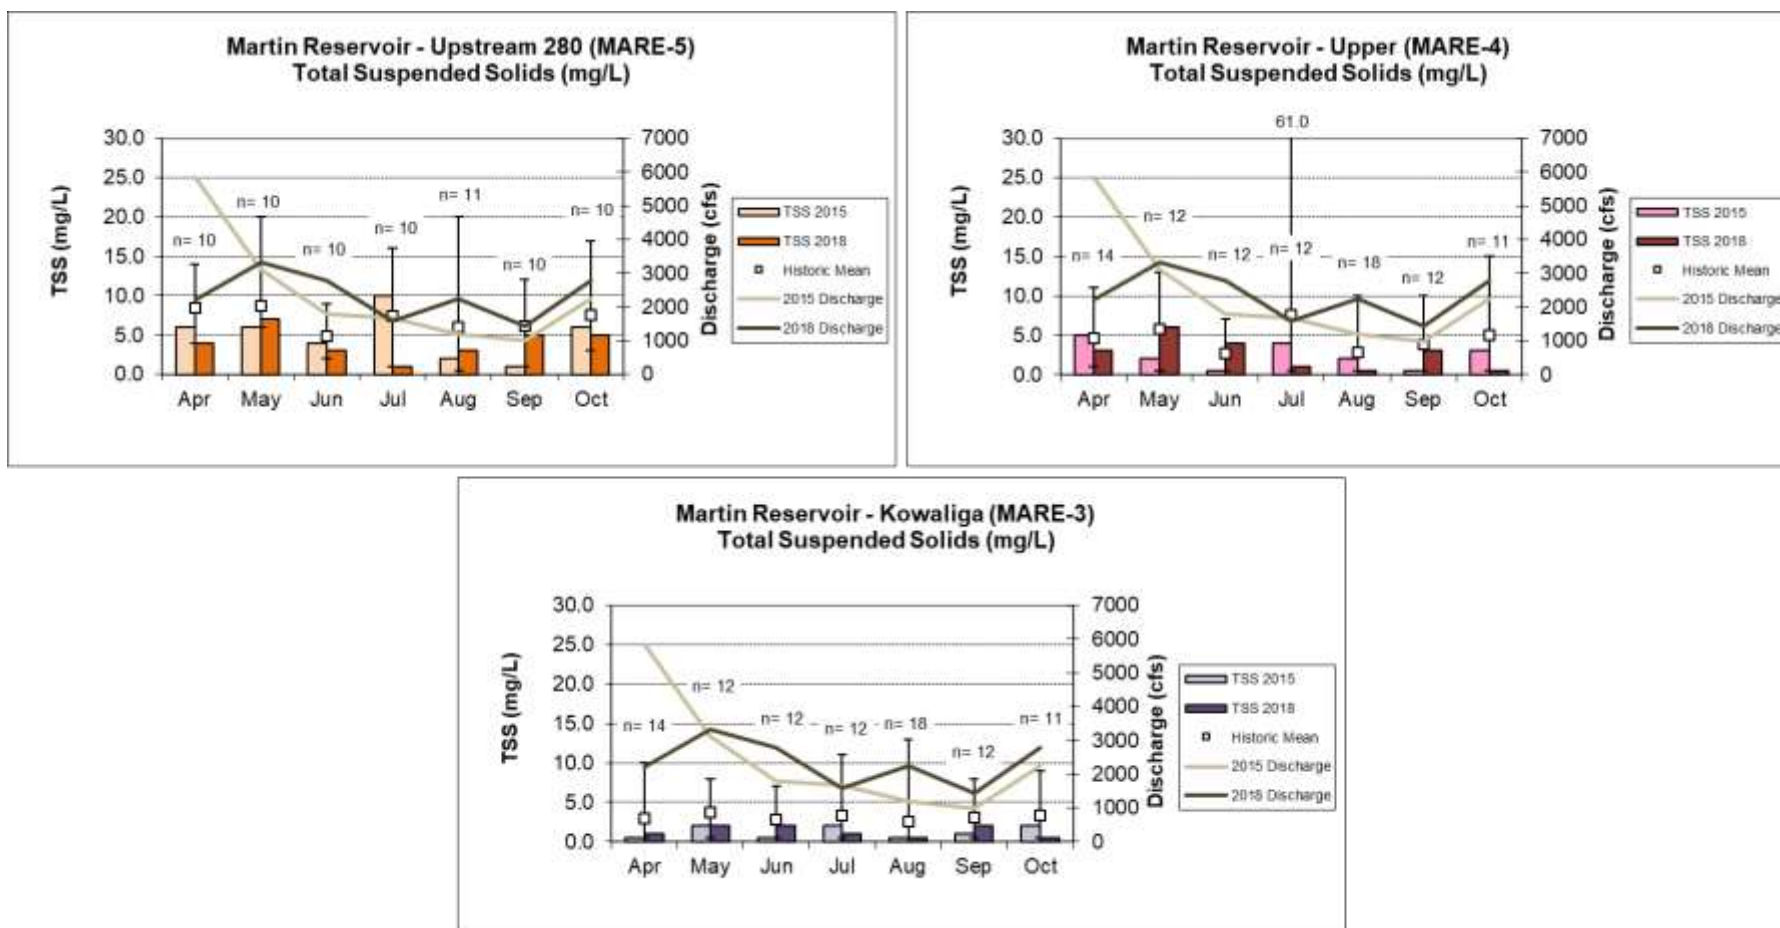 Martin Reservoir - Upstream 280 (MARE-5)
Total Suspended Solids (mg/L)
TSS (mg/L)
30.0
25.0
20.0
15.0
10.0
5.0
0.0
n= 10
n= 10
n= 10
n= 10
n= 11
n= 10
n= 10
Apr May Jun Jul Aug Sep Oct
7000
6000
5000
4000
3000
2000
1000
0
Discharge (cfs)
TSS 2015
TSS 2018
Historic Mean
2015 Discharge
2018 Discharge
Martin Reservoir - Upper (MARE-4)
Total Suspended Solids (mg/L)
TSS (mg/L)
30.0
25.0
20.0
15.0
10.0
5.0
0.0
61.0
n= 14
n= 12
n= 12
n= 12
n= 18
n= 12
n= 11
Apr May Jun Jul Aug Sep Oct
7000
6000
5000
4000
3000
2000
1000
0
Discharge (cfs)
TSS 2015
TSS 2018
Historic Mean
2015 Discharge
2018 Discharge
Martin Reservoir - Kowaliga (MARE-3)
Total Suspended Solids (mg/L)
TSS (mg/L)
30.0
25.0
20.0
15.0
10.0
5.0
0.0
n= 14
n= 12
n= 12
n= 12
n= 18
n= 12
n= 11
Apr May Jun Jul Aug Sep Oct
7000
6000
5000
4000
3000
2000
1000
0
Discharge (cfs)
TSS 2015
TSS 2018
Historic Mean
2015 Discharge
2018 Discharge